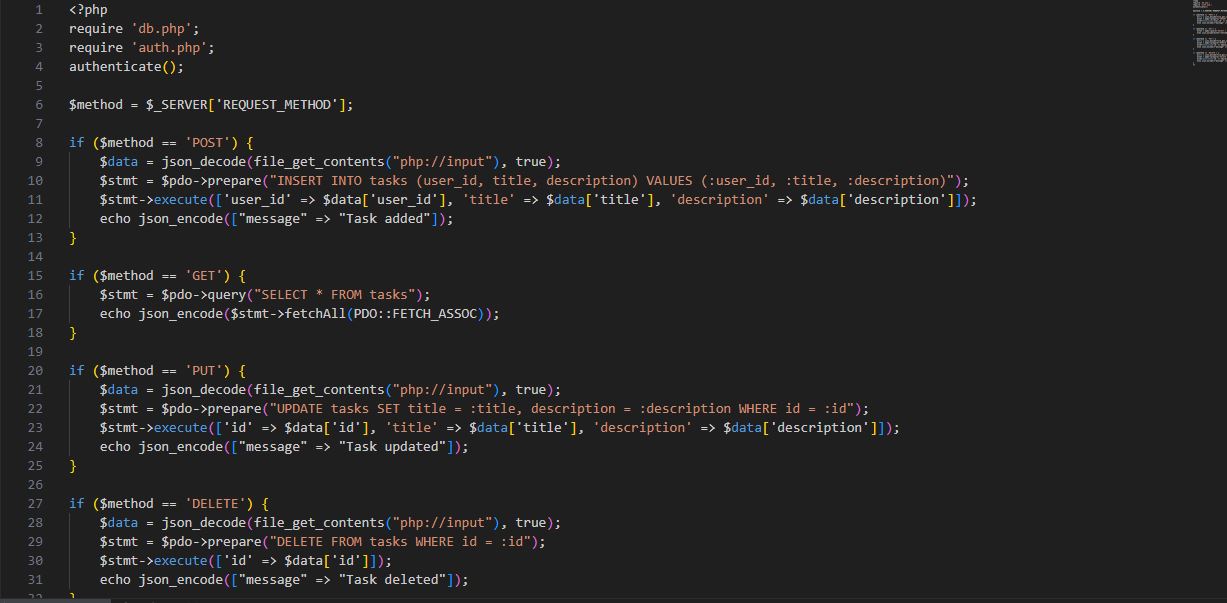 1 <?php
2 require 'db.php';
3 require 'auth.php';
4 authenticate();
5
6 $method = $_SERVER['REQUEST_METHOD'];
7
8 if ($method == 'POST') {
9     $data = json_decode(file_get_contents("php://input"), true);
10     $stmt = $pdo->prepare("INSERT INTO tasks (user_id, title, description) VALUES (:user_id, :title, :description)");
11     $stmt->execute(['user_id' => $data['user_id'], 'title' => $data['title'], 'description' => $data['description']]);
12     echo json_encode(["message" => "Task added"]);
13 }
14
15 if ($method == 'GET') {
16     $stmt = $pdo->query("SELECT * FROM tasks");
17     echo json_encode($stmt->fetchAll(PDO::FETCH_ASSOC));
18 }
19
20 if ($method == 'PUT') {
21     $data = json_decode(file_get_contents("php://input"), true);
22     $stmt = $pdo->prepare("UPDATE tasks SET title = :title, description = :description WHERE id = :id");
23     $stmt->execute(['id' => $data['id'], 'title' => $data['title'], 'description' => $data['description']]);
24     echo json_encode(["message" => "Task updated"]);
25 }
26
27 if ($method == 'DELETE') {
28     $data = json_decode(file_get_contents("php://input"), true);
29     $stmt = $pdo->prepare("DELETE FROM tasks WHERE id = :id");
30     $stmt->execute(['id' => $data['id']]);
31     echo json_encode(["message" => "Task deleted"]);
32 }